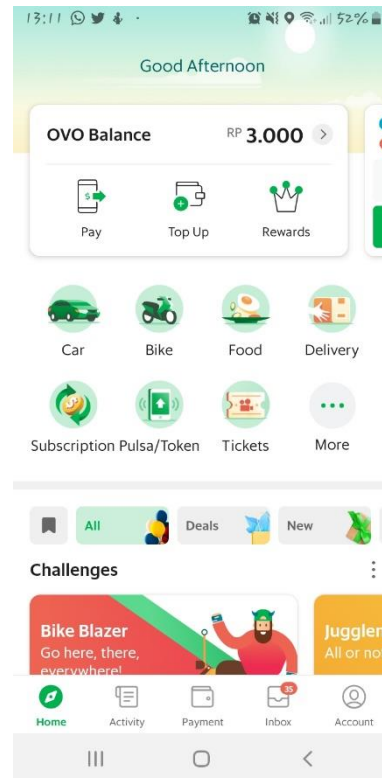 13:11
52%
Good Afternoon
OVO Balance RP 3.000
Pay Top Up Rewards
Car Bike Food Delivery
Subscription Pulsa/Token Tickets More
All Deals New
Challenges
Bike Blazer
Go here, there,
everywhere!
Juggler
All or no
35
Home Activity Payment Inbox Account